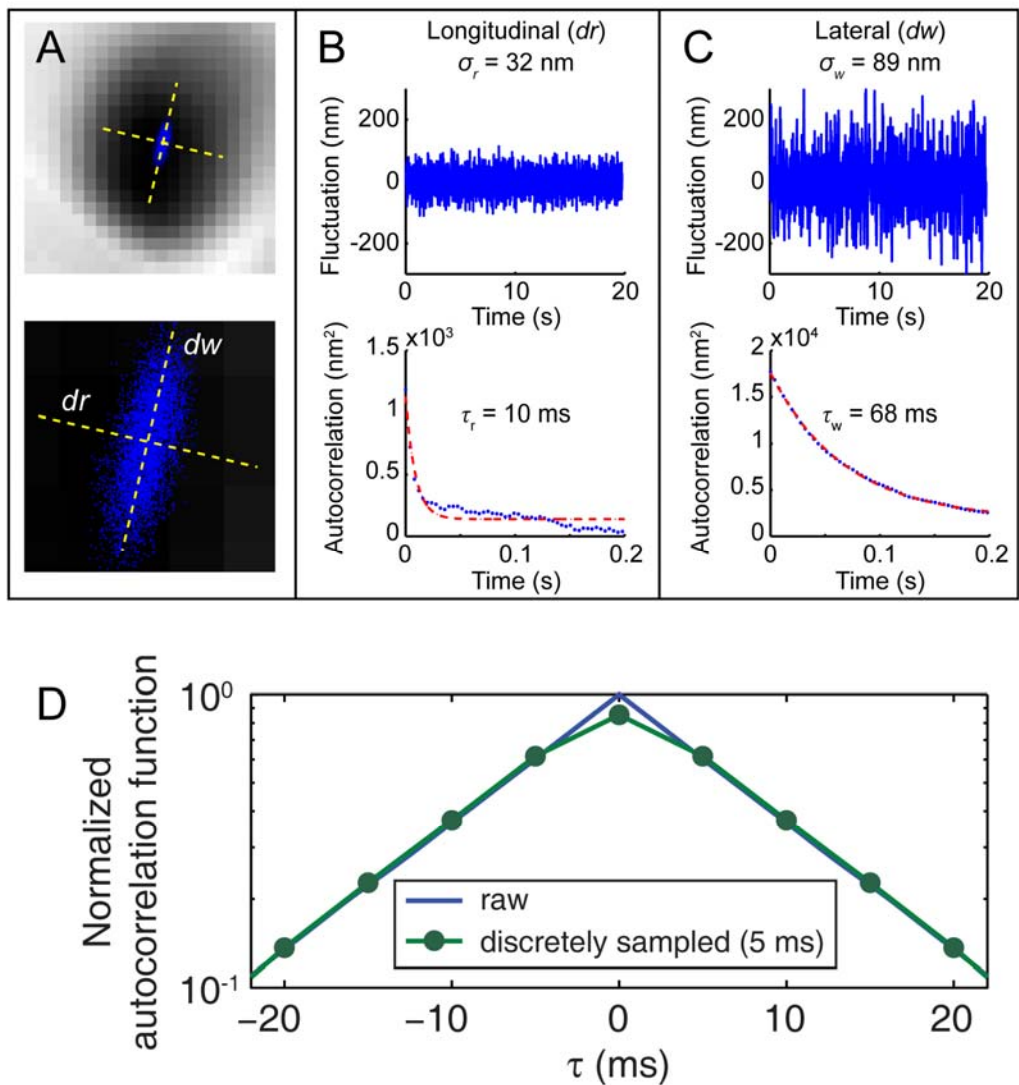 A
dw
dr
B
Longitudinal (dr)
σr = 32 nm
Fluctuation (nm)
200
0
-200
0 10 20
Time (s)
x10³
Autocorrelation (nm²)
1.5
1
0.5
0
τr = 10 ms
0 0.1 0.2
Time (s)
C
Lateral (dw)
σw = 89 nm
Fluctuation (nm)
200
0
-200
0 10 20
Time (s)
x10⁴
Autocorrelation (nm²)
2
1.5
1
0.5
0
τw = 68 ms
0 0.1 0.2
Time (s)
D
Normalized
autocorrelation function
10⁰
10⁻¹
raw
discretely sampled (5 ms)
−20 −10 0 10 20
τ (ms)